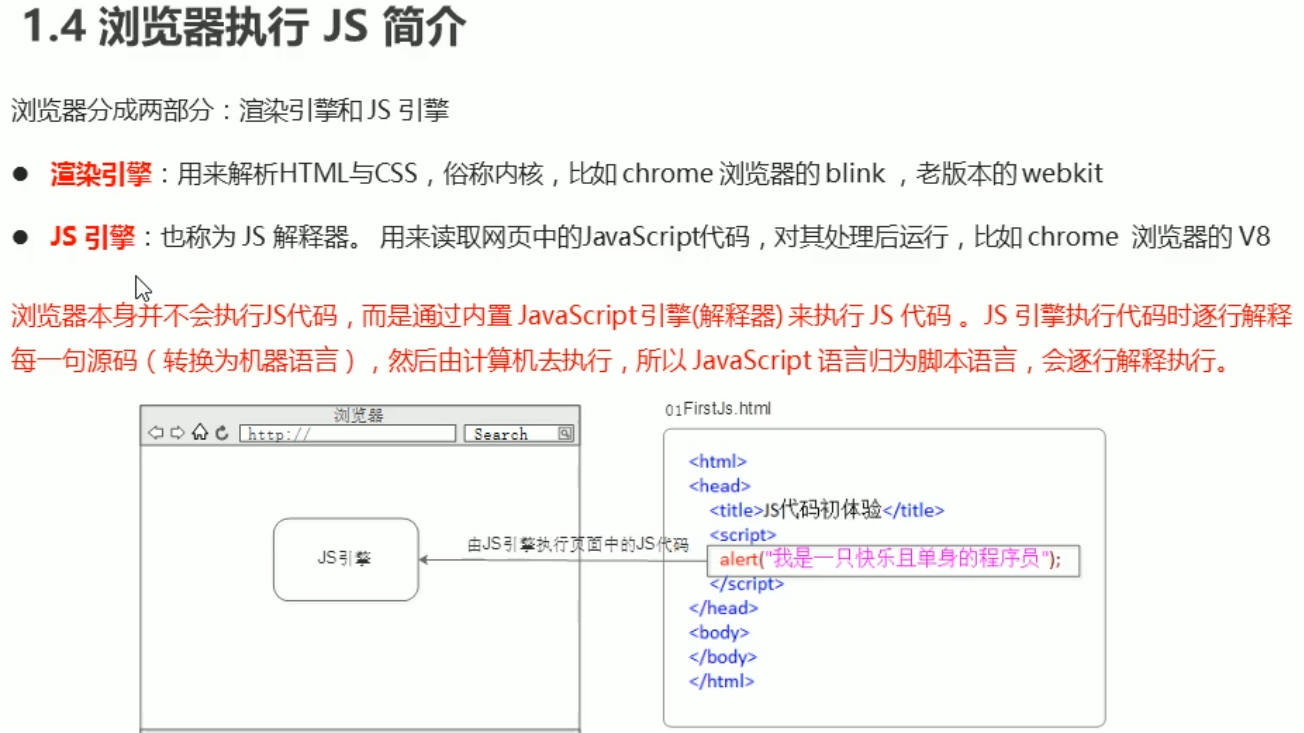 1.4 浏览器执行 JS 简介
浏览器分成两部分：渲染引擎和 JS 引擎
● 渲染引擎：用来解析HTML与CSS，俗称内核，比如 chrome 浏览器的 blink ，老版本的 webkit
● JS 引擎：也称为 JS 解释器。 用来读取网页中的JavaScript代码，对其处理后运行，比如 chrome 浏览器的 V8
浏览器本身并不会执行JS代码，而是通过内置 JavaScript 引擎(解释器) 来执行 JS 代码 。JS 引擎执行代码时逐行解释
每一句源码（转换为机器语言），然后由计算机去执行，所以 JavaScript 语言归为脚本语言，会逐行解释执行。
浏览器
http://
Search
JS引擎
由JS引擎执行页面中的JS代码
01FirstJs.html
<html>
<head>
<title>JS代码初体验</title>
<script>
alert("我是一只快乐且单身的程序员");
</script>
</head>
<body>
</body>
</html>